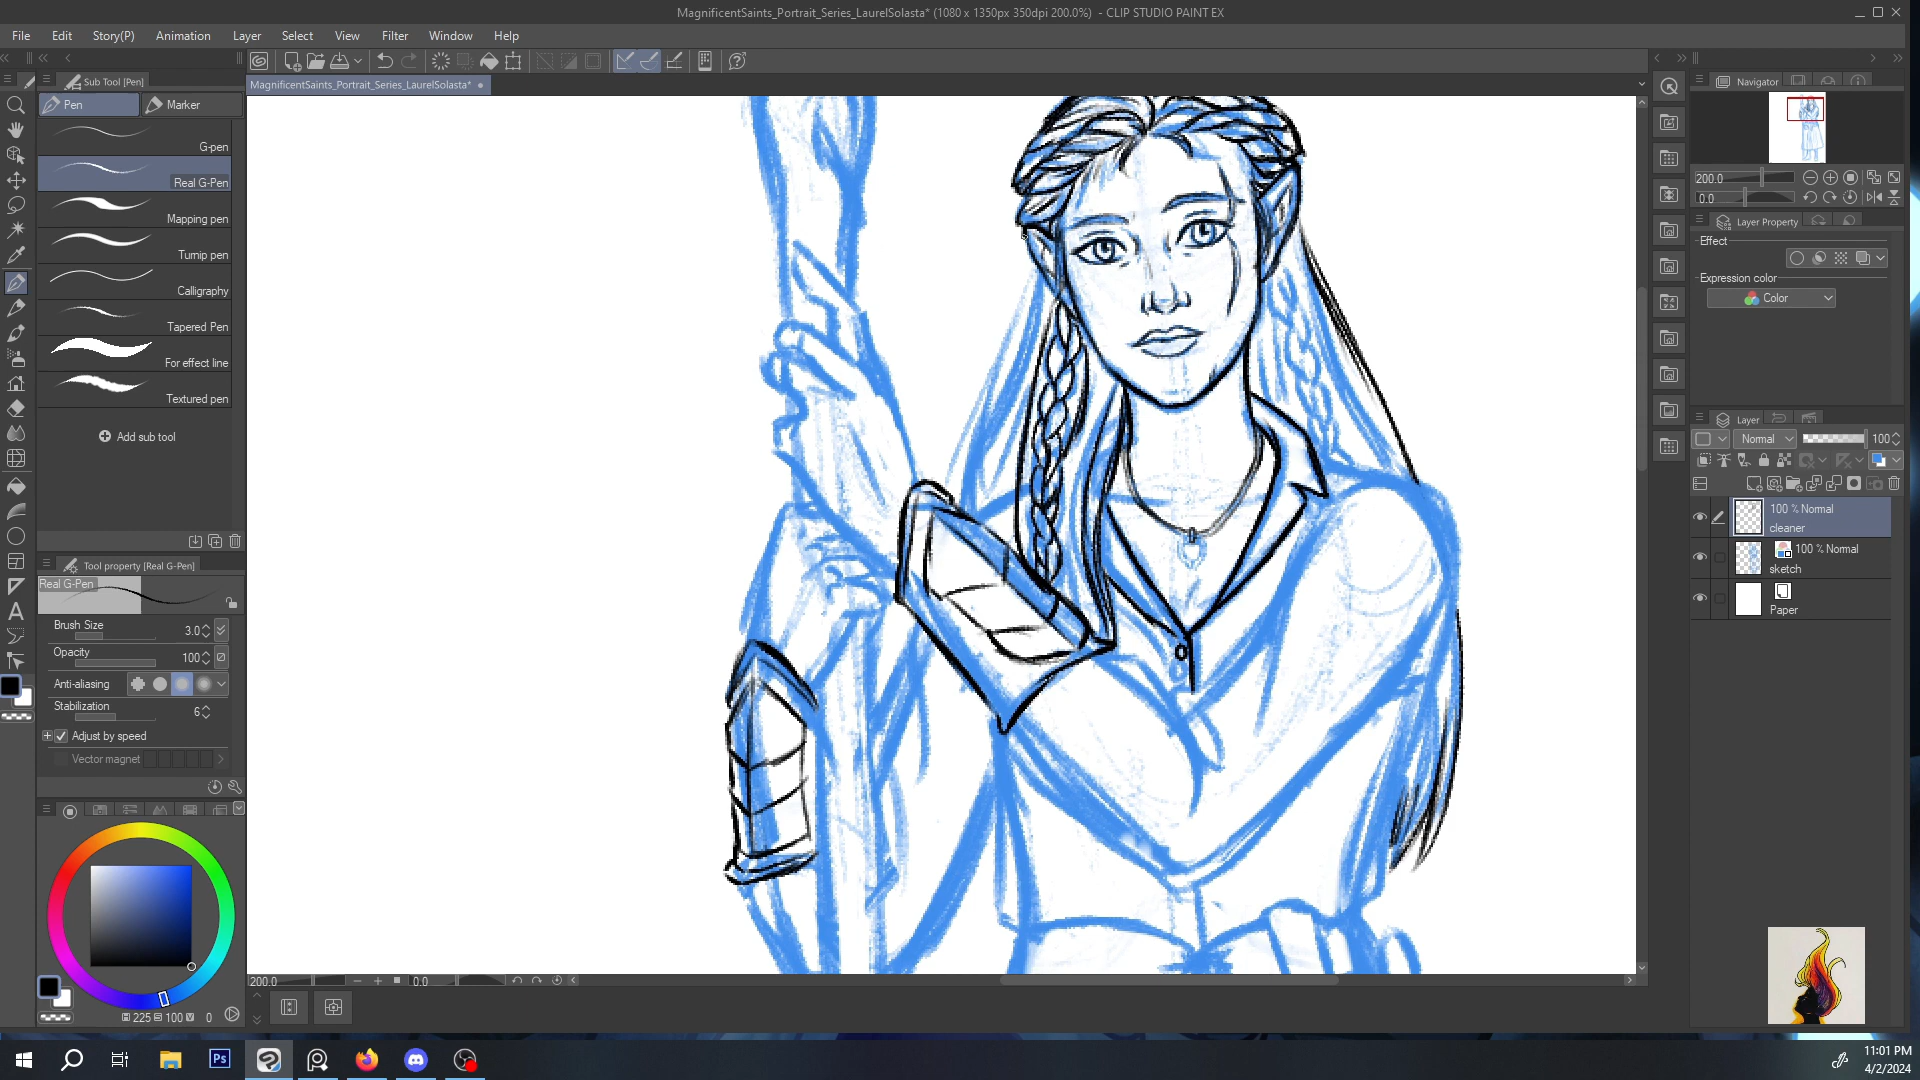 MagnificentSaints_Portrait_Series_LaurelSolasta* (1080 x 1350px 350dpi 200.0%) - CLIP STUDIO PAINT EX
File Edit Story(P) Animation Layer Select View Filter Window Help
Sub Tool [Pen]
MagnificentSaints_Portrait_Series_LaurelSolasta*
Navigator
Pen
Marker
G-pen
Real G-Pen
Mapping pen
Turnip pen
Calligraphy
Tapered Pen
For effect line
Textured pen
Add sub tool
Tool property [Real G-Pen]
Real G-Pen
Brush Size 3.0
Opacity 100
Anti-aliasing
Stabilization 6
Adjust by speed
Vector magnet
225 100 0
200.0 0.0
200.0
0.0
Layer Property
Effect
Expression color
Color
Layer
Normal 100
100 % Normal
cleaner
100 % Normal
sketch
Paper
Ps
11:01 PM
4/2/2024